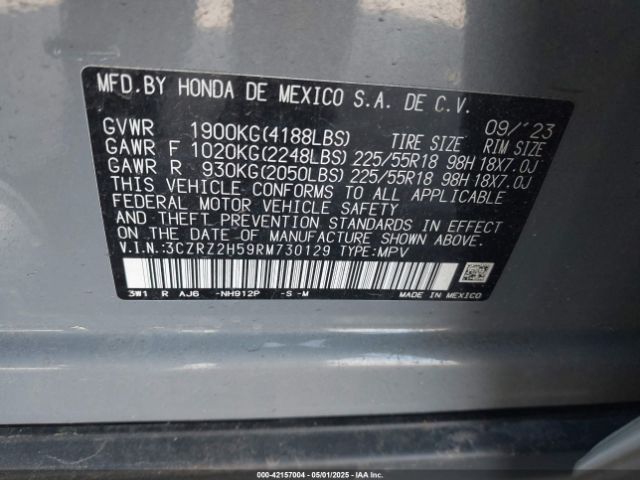 MFD.BY HONDA DE MEXICO S.A. DE C.V.
09/'23
GVWR 1900KG(4188LBS) TIRE SIZE RIM SIZE
GAWR F 1020KG(2248LBS) 225/55R18 98H 18X7.0J
GAWR R 930KG(2050LBS) 225/55R18 98H 18X7.0J
THIS VEHICLE CONFORMS TO ALL APPLICABLE
FEDERAL MOTOR VEHICLE SAFETY
AND THEFT PREVENTION STANDARDS IN EFFECT
ON THE DATE OF MANUFACTURE SHOWN ABOVE.
V.I.N.:3CZRZ2H59RM730129 TYPE:MPV
3W1 R AJ6 -NH912P -S -M
MADE IN MEXICO
000-42157004 - 05/01/2025 - IAA Inc.